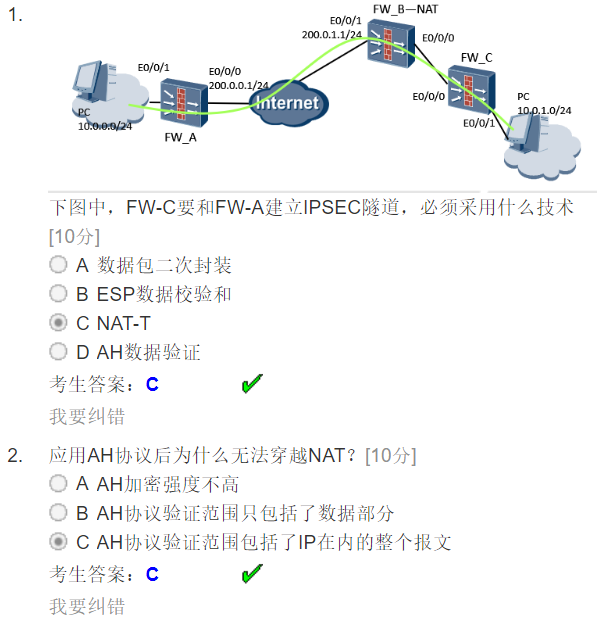 1.
FW_B—NAT
E0/0/1
200.0.1.1/24
E0/0/0
FW_C
E0/0/1
E0/0/0
200.0.0.1/24
Internet
E0/0/0
PC
10.0.1.0/24
PC
10.0.0.0/24
E0/0/1
FW_A
下图中，FW-C要和FW-A建立IPSEC隧道，必须采用什么技术
[10分]
A 数据包二次封装
B ESP数据校验和
C NAT-T
D AH数据验证
考生答案：C
我要纠错
2. 应用AH协议后为什么无法穿越NAT？[10分]
A AH加密强度不高
B AH协议验证范围只包括了数据部分
C AH协议验证范围包括了IP在内的整个报文
考生答案：C
我要纠错